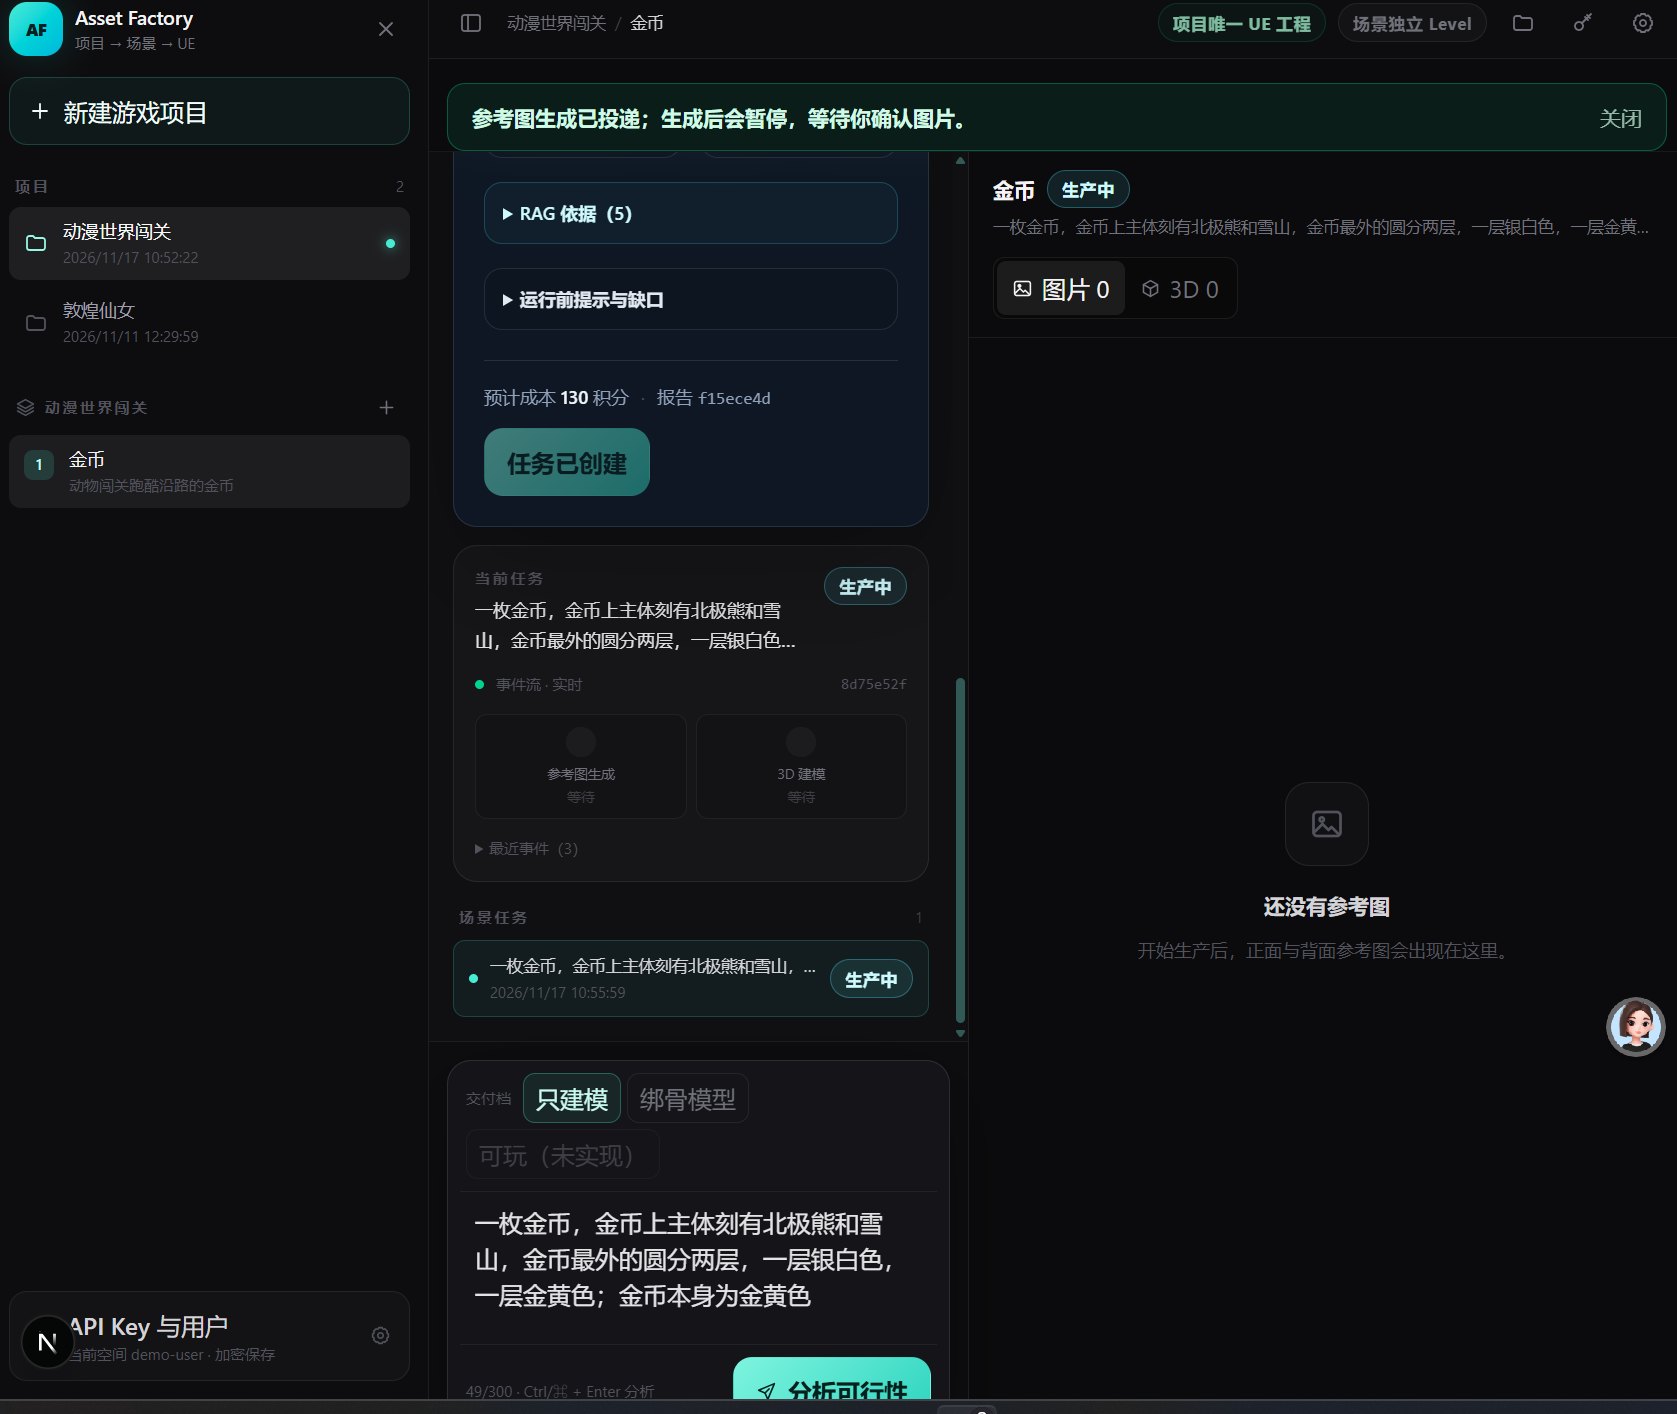 AF
Asset Factory
项目 → 场景 → UE
+ 新建游戏项目
项目 2
动漫世界闯关
2026/11/17 10:52:22
敦煌仙女
2026/11/11 12:29:59
动漫世界闯关
1
金币
动物闯关跑酷沿路的金币
N
API Key 与用户
当前空间 demo-user · 加密保存
动漫世界闯关 / 金币
项目唯一 UE 工程
场景独立 Level
参考图生成已投递；生成后会暂停，等待你确认图片。
关闭
RAG 依据（5）
运行前提示与缺口
预计成本 130 积分 · 报告 f15ece4d
任务已创建
当前任务
生产中
一枚金币，金币上主体刻有北极熊和雪
山，金币最外的圆分两层，一层银白色...
事件流 · 实时
8d75e52f
参考图生成
等待
3D 建模
等待
最近事件（3）
场景任务 1
一枚金币，金币上主体刻有北极熊和雪山，...
2026/11/17 10:55:59
生产中
交付档
只建模
绑骨模型
可玩（未实现）
一枚金币，金币上主体刻有北极熊和雪
山，金币最外的圆分两层，一层银白色，
一层金黄色；金币本身为金黄色
49/300 · Ctrl/⌘ + Enter 分析
分析可行性
金币
生产中
一枚金币，金币上主体刻有北极熊和雪山，金币最外的圆分两层，一层银白色，一层金黄...
图片 0
3D 0
还没有参考图
开始生产后，正面与背面参考图会出现在这里。